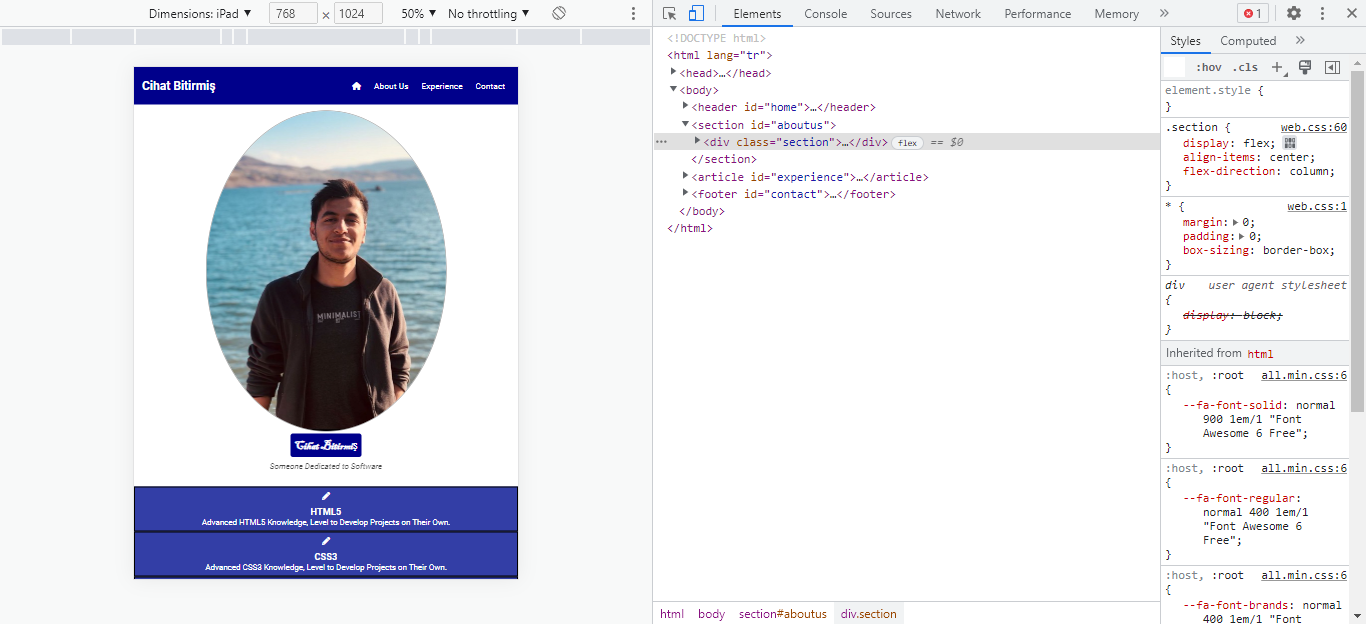 Dimensions: iPad ▼ 768 × 1024 50% ▼ No throttling ▼
Elements Console Sources Network Performance Memory » 1
Cihat Bitirmiş
About Us Experience Contact
MINIMALIST
Cihat Bitirmiş
Someone Dedicated to Software
HTML5
Advanced HTML5 Knowledge, Level to Develop Projects on Their Own.
CSS3
Advanced CSS3 Knowledge, Level to Develop Projects on Their Own.
<!DOCTYPE html>
<html lang="tr">
<head>…</head>
<body>
<header id="home">…</header>
<section id="aboutus">
<div class="section">…</div> flex == $0
</section>
<article id="experience">…</article>
<footer id="contact">…</footer>
</body>
</html>
html body section#aboutus div.section
Styles Computed »
:hov .cls +
element.style {
}
.section { web.css:60
display: flex;
align-items: center;
flex-direction: column;
}
* { web.css:1
margin: 0;
padding: 0;
box-sizing: border-box;
}
div user agent stylesheet
{
display: block;
}
Inherited from html
:host, :root all.min.css:6
{
--fa-font-solid: normal
900 1em/1 "Font
Awesome 6 Free";
}
:host, :root all.min.css:6
{
--fa-font-regular:
normal 400 1em/1
"Font Awesome 6
Free";
}
:host, :root all.min.css:6
{
--fa-font-brands: normal
400 1em/1 "Font